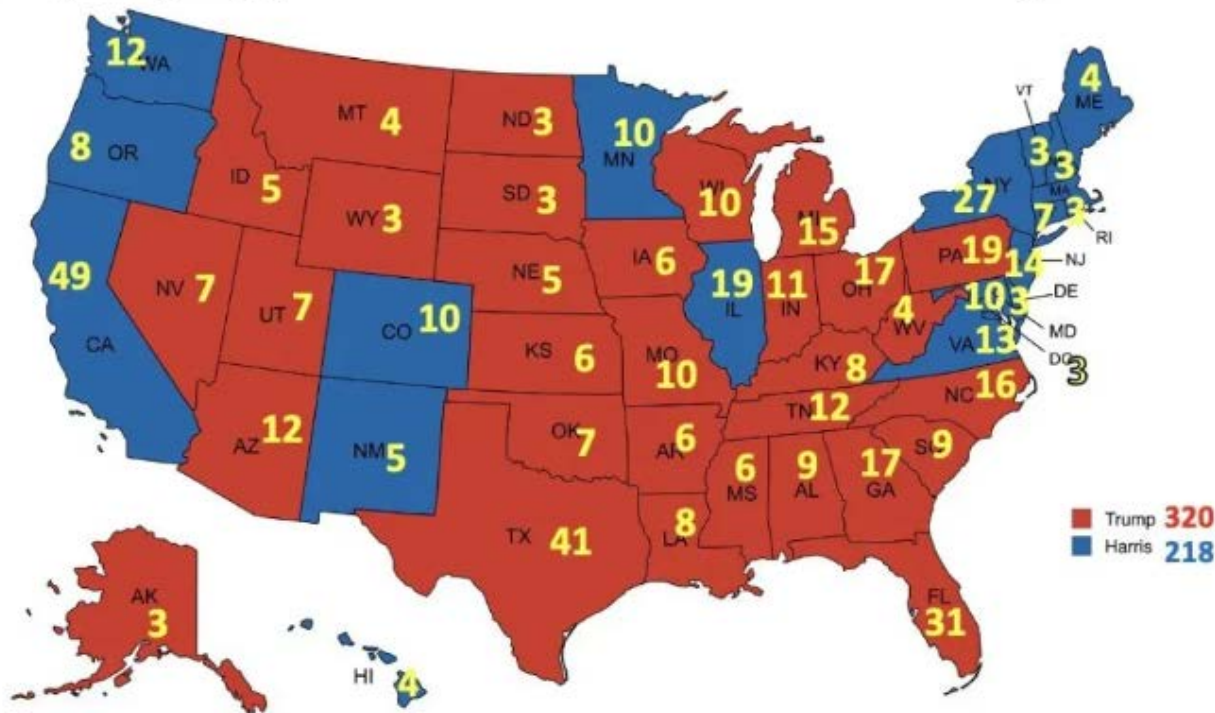 12 WA
8 OR
49
CA
MT 4
ID 5
WY 3
NV 7
UT 7
AZ 12
CO 10
NM 5
ND 3
SD 3
NE 5
KS 6
OK 7
TX 41
10
MN
IA 6
MO
10
AR 6
8
LA
WI
10
19
IL
MI
15
11
IN
17
OH
KY 8
TN 12
6
MS
9
AL
17
GA
FL
31
SC 9
NC 16
VA 13
4
WV
PA 19
27 NY
VT
3
3
4
ME
MA
7
3
RI
14 NJ
3 DE
10
MD
DC
3
AK
3
HI 4
Trump 320
Harris 218